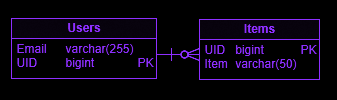 Users
Email varchar(255)
UID bigint PK
Items
UID bigint PK
Item varchar(50)